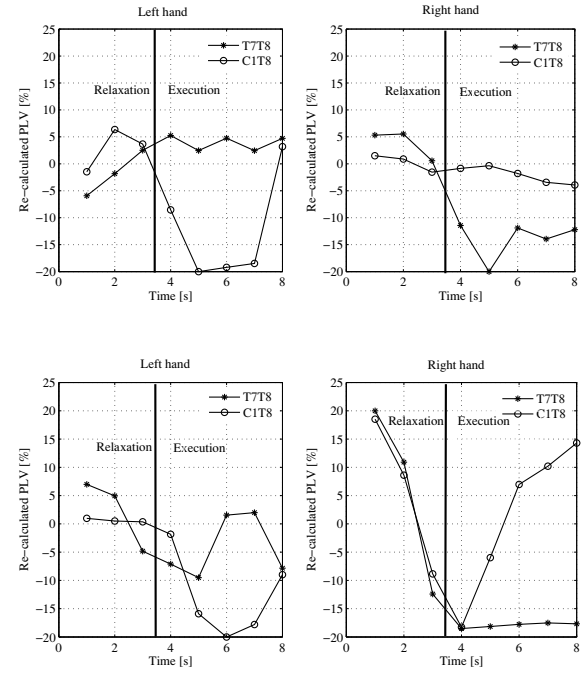 Left hand
25
20
15
10
5
0
−5
−10
−15
−20
0 2 4 6 8
Time [s]
Re−calculated PLV [%]
T7T8
C1T8
Relaxation
Execution
Right hand
25
20
15
10
5
0
−5
−10
−15
−20
0 2 4 6 8
Time [s]
Re−calculated PLV [%]
T7T8
C1T8
Relaxation
Execution
Left hand
25
20
15
10
5
0
−5
−10
−15
−20
0 2 4 6 8
Time [s]
Re−calculated PLV [%]
T7T8
C1T8
Relaxation
Execution
Right hand
25
20
15
10
5
0
−5
−10
−15
−20
0 2 4 6 8
Time [s]
Re−calculated PLV [%]
T7T8
C1T8
Relaxation
Execution